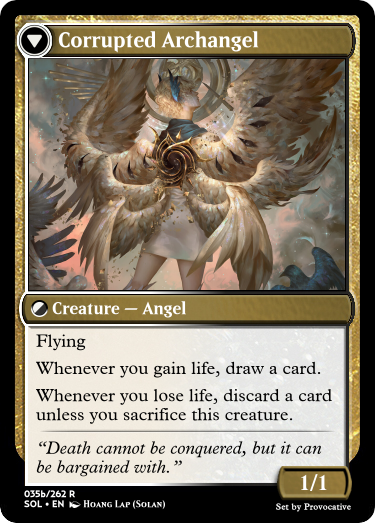 Corrupted Archangel
Creature — Angel
Flying
Whenever you gain life, draw a card.
Whenever you lose life, discard a card
unless you sacrifice this creature.
“Death cannot be conquered, but it can
be bargained with.”
1/1
035b/262 R
SOL • EN Hoang Lap (Solan)
Set by Provocative